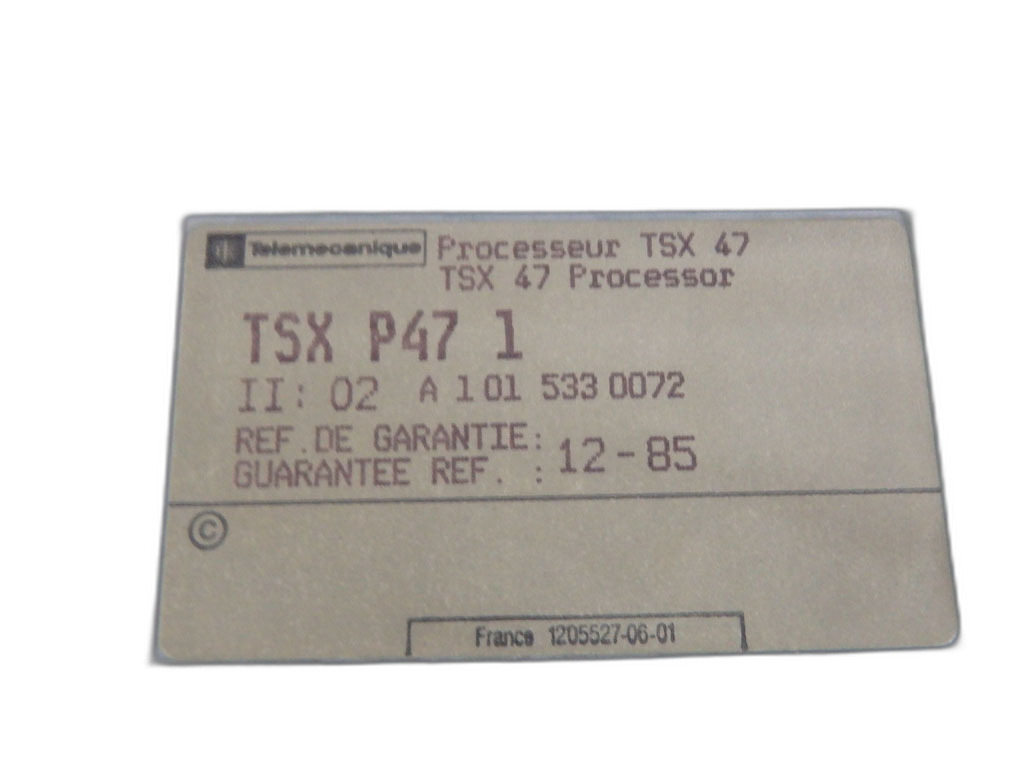 Telemecanique Processeur TSX 47
TSX 47 Processor
TSX P47 1
II: 02 A 1 01 533 0072
REF.DE GARANTIE: 12-85
GUARANTEE REF. :
©
France 1205527-06-01